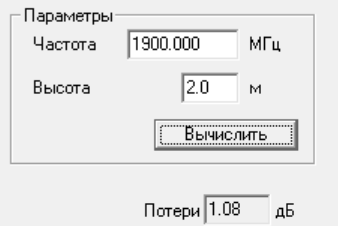 Параметры
Частота 1900.000 МГц
Высота 2.0 м
Вычислить
Потери 1.08 дБ